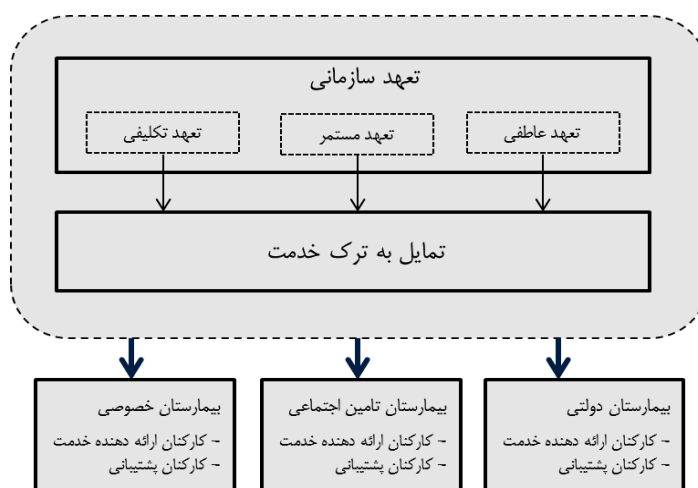 تعهد سازمانی
تعهد عاطفی
تعهد مستمر
تعهد تکلیفی
تمایل به ترک خدمت
بیمارستان دولتی
- کارکنان ارائه دهنده خدمت
- کارکنان پشتیبانی
بیمارستان تامین اجتماعی
- کارکنان ارائه دهنده خدمت
- کارکنان پشتیبانی
بیمارستان خصوصی
- کارکنان ارائه دهنده خدمت
- کارکنان پشتیبانی